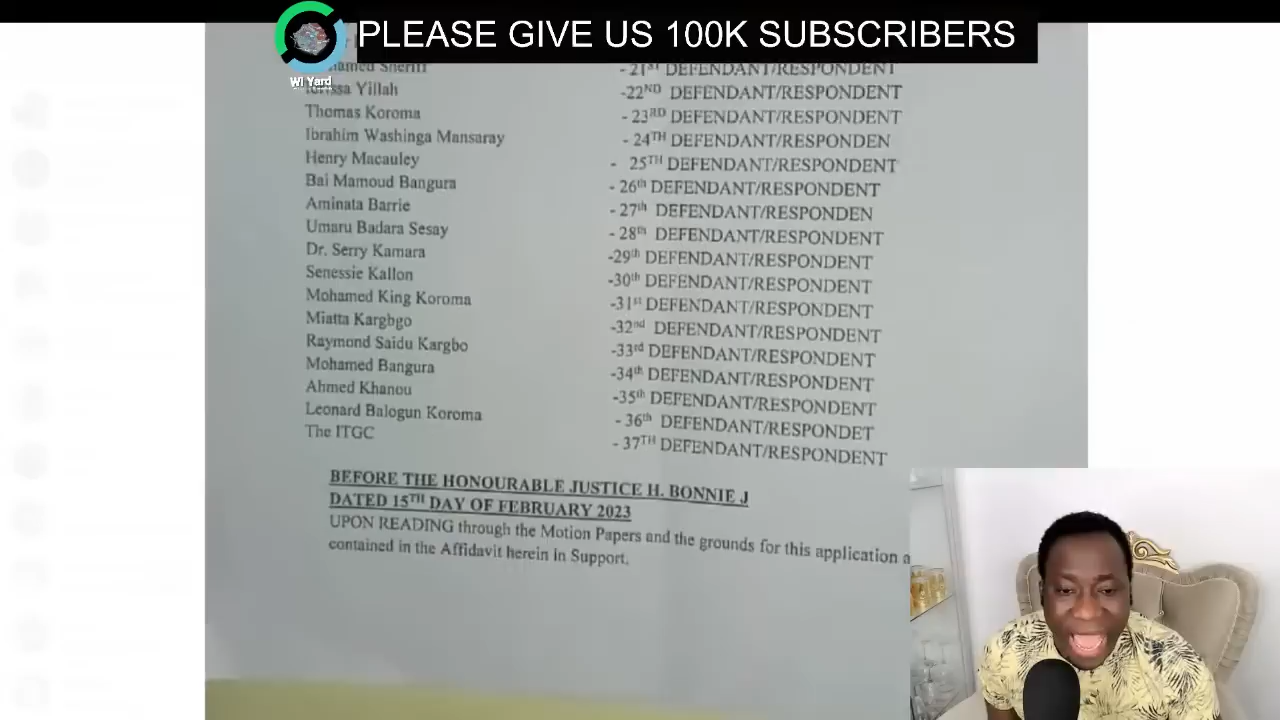 PLEASE GIVE US 100K SUBSCRIBERS
Wi Yard
Sheriff - 21ST DEFENDANT/RESPONDENT
Yillah -22ND DEFENDANT/RESPONDENT
Thomas Koroma - 23RD DEFENDANT/RESPONDENT
Ibrahim Washinga Mansaray - 24TH DEFENDANT/RESPONDEN
Henry Macauley - 25TH DEFENDANT/RESPONDENT
Bai Mamoud Bangura - 26th DEFENDANT/RESPONDENT
Aminata Barrie - 27th DEFENDANT/RESPONDEN
Umaru Badara Sesay - 28th DEFENDANT/RESPONDENT
Dr. Serry Kamara -29th DEFENDANT/RESPONDENT
Senessie Kallon -30th DEFENDANT/RESPONDENT
Mohamed King Koroma -31st DEFENDANT/RESPONDENT
Miatta Kargbgo -32nd DEFENDANT/RESPONDENT
Raymond Saidu Kargbo -33rd DEFENDANT/RESPONDENT
Mohamed Bangura -34th DEFENDANT/RESPONDENT
Ahmed Khanou -35th DEFENDANT/RESPONDENT
Leonard Balogun Koroma - 36th DEFENDANT/RESPONDET
The ITGC - 37TH DEFENDANT/RESPONDENT
BEFORE THE HONOURABLE JUSTICE H. BONNIE J
DATED 15TH DAY OF FEBRUARY 2023
UPON READING through the Motion Papers and the grounds for this application a
contained in the Affidavit herein in Support.